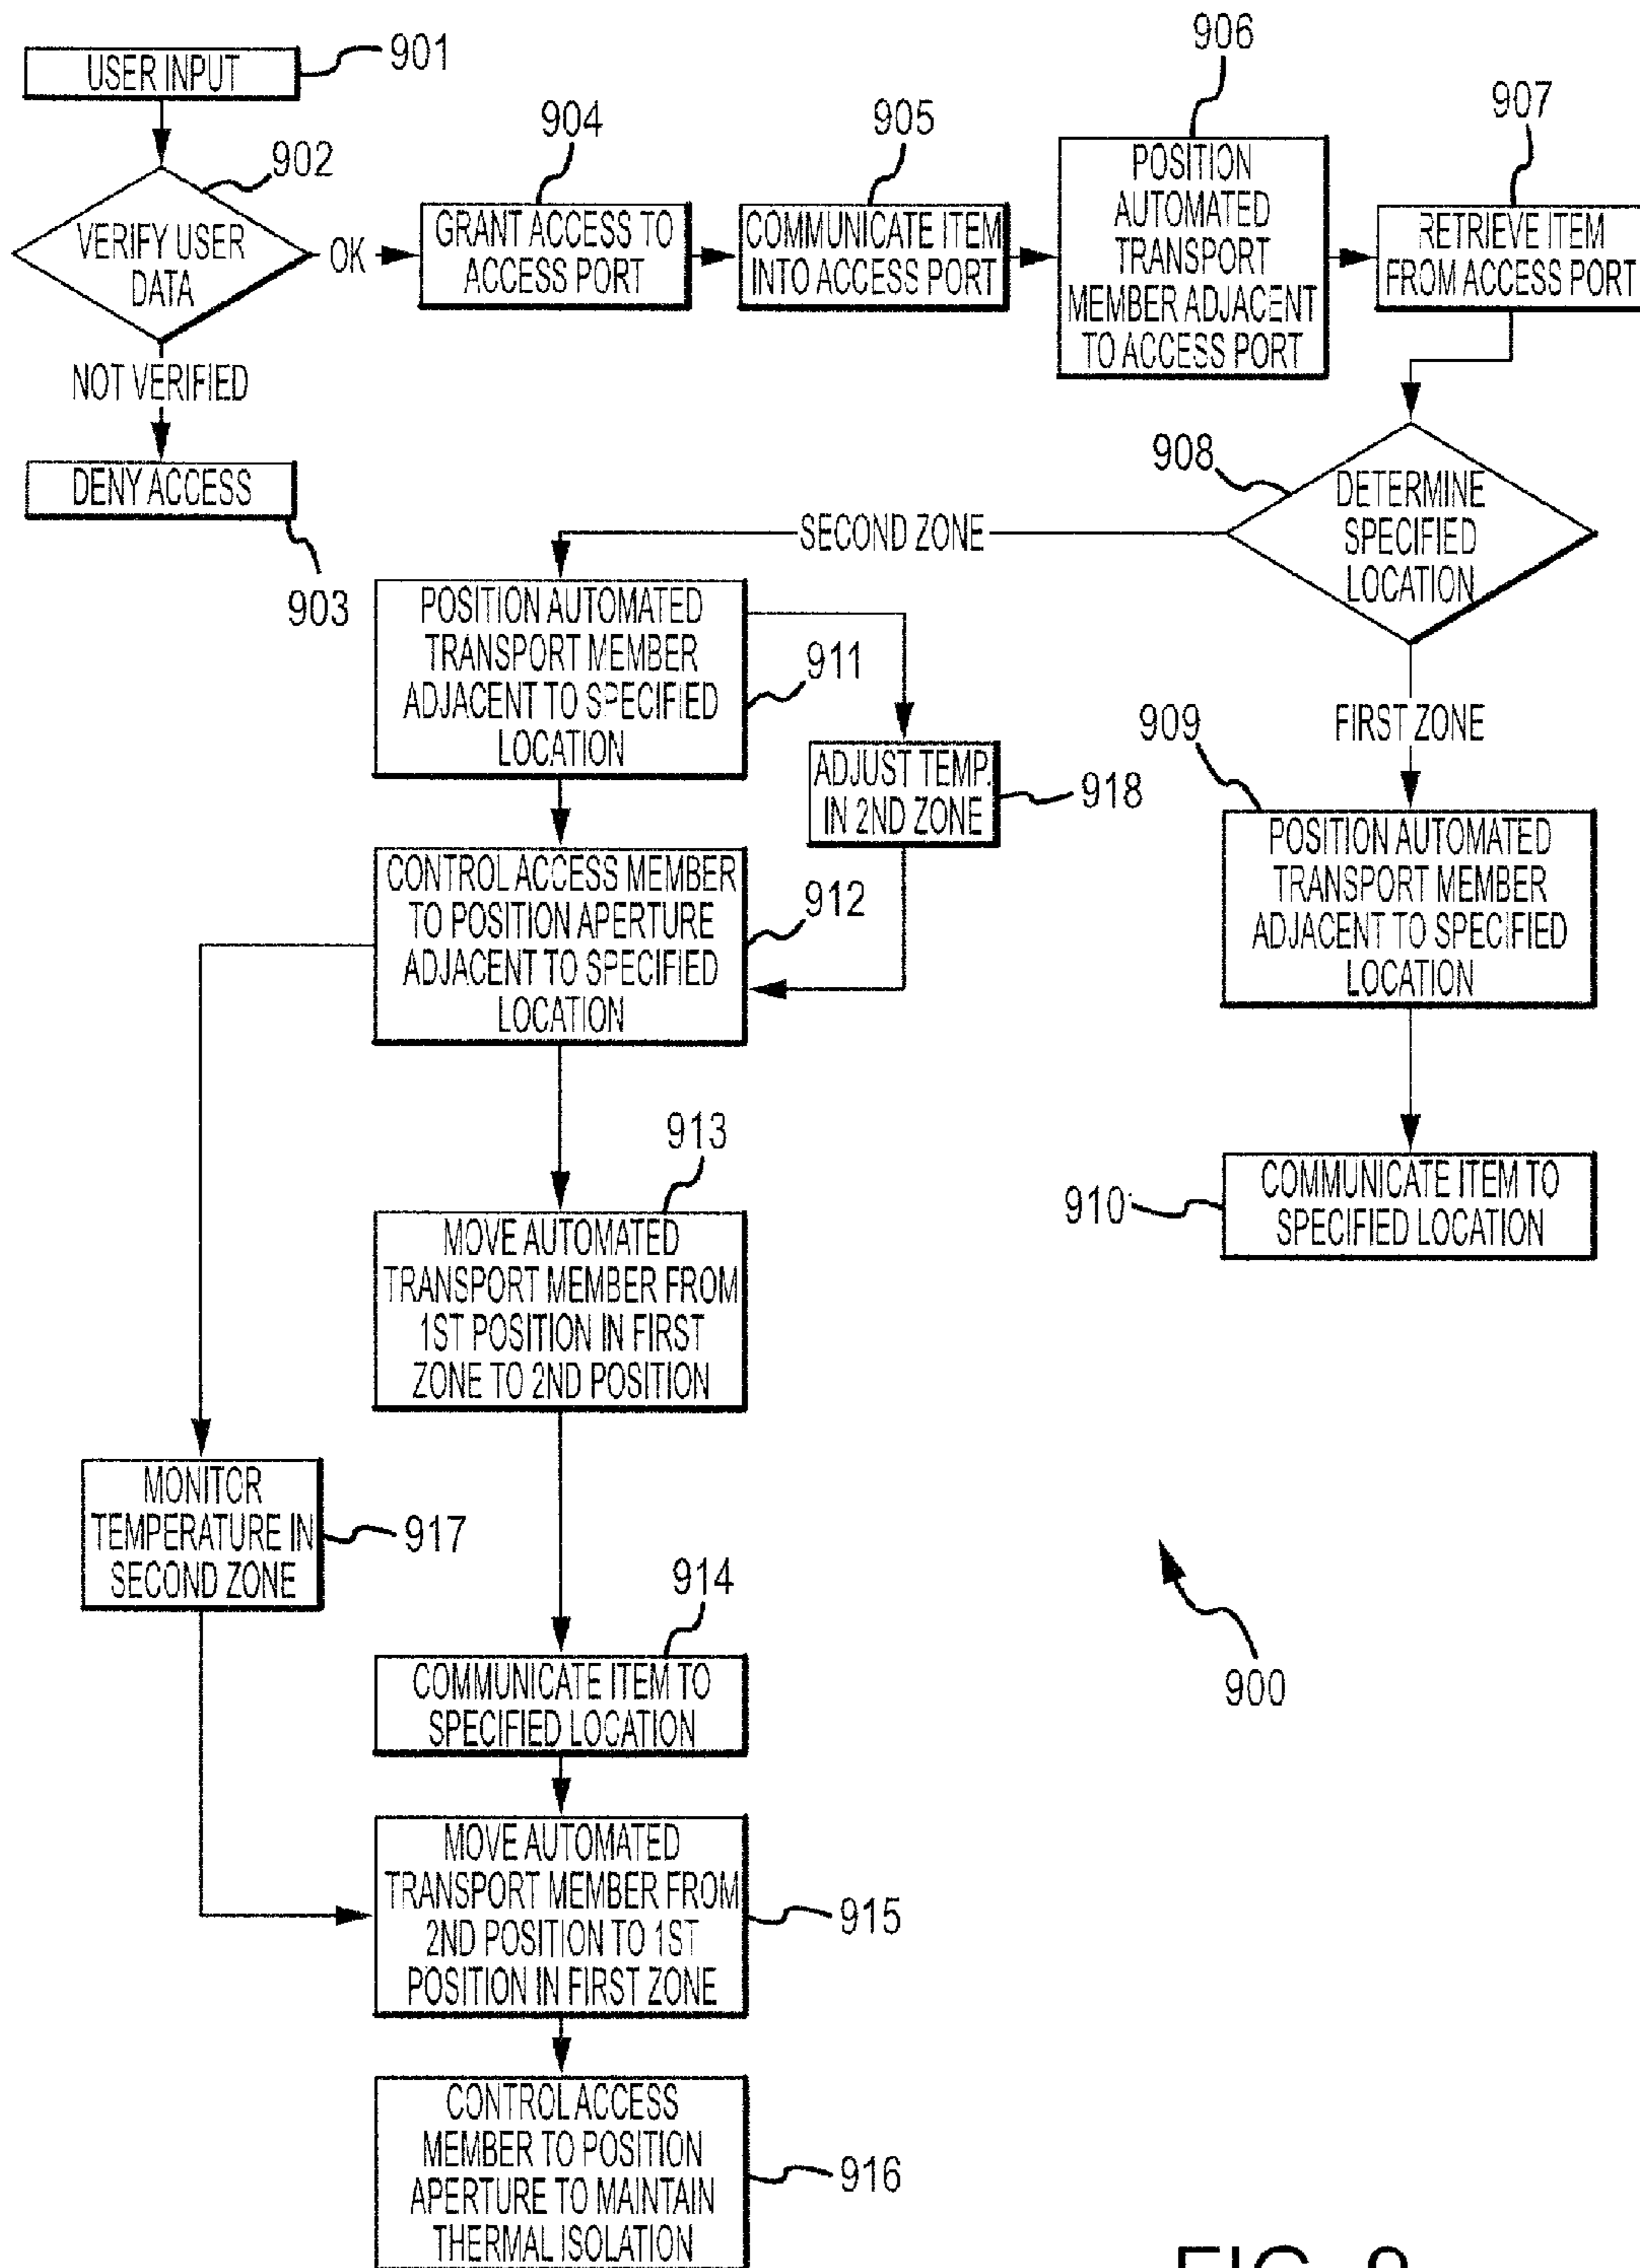 901
USER INPUT
902
VERIFY USER
DATA
OK
NOT VERIFIED
DENY ACCESS
903
904
GRANT ACCESS TO
ACCESS PORT
905
COMMUNICATE ITEM
INTO ACCESS PORT
906
POSITION
AUTOMATED
TRANSPORT
MEMBER ADJACENT
TO ACCESS PORT
907
RETRIEVE ITEM
FROM ACCESS PORT
908
DETERMINE
SPECIFIED
LOCATION
SECOND ZONE
FIRST ZONE
POSITION AUTOMATED
TRANSPORT MEMBER
ADJACENT TO SPECIFIED
LOCATION
911
ADJUST TEMP.
IN 2ND ZONE
918
909
POSITION AUTOMATED
TRANSPORT MEMBER
ADJACENT TO SPECIFIED
LOCATION
CONTROL ACCESS MEMBER
TO POSITION APERTURE
ADJACENT TO SPECIFIED
LOCATION
912
910
COMMUNICATE ITEM TO
SPECIFIED LOCATION
913
MOVE AUTOMATED
TRANSPORT MEMBER FROM
1ST POSITION IN FIRST
ZONE TO 2ND POSITION
MONITOR
TEMPERATURE IN
SECOND ZONE
917
914
COMMUNICATE ITEM TO
SPECIFIED LOCATION
900
MOVE AUTOMATED
TRANSPORT MEMBER FROM
2ND POSITION TO 1ST
POSITION IN FIRST ZONE
915
CONTROL ACCESS
MEMBER TO POSITION
APERTURE TO MAINTAIN
THERMAL ISOLATION
916